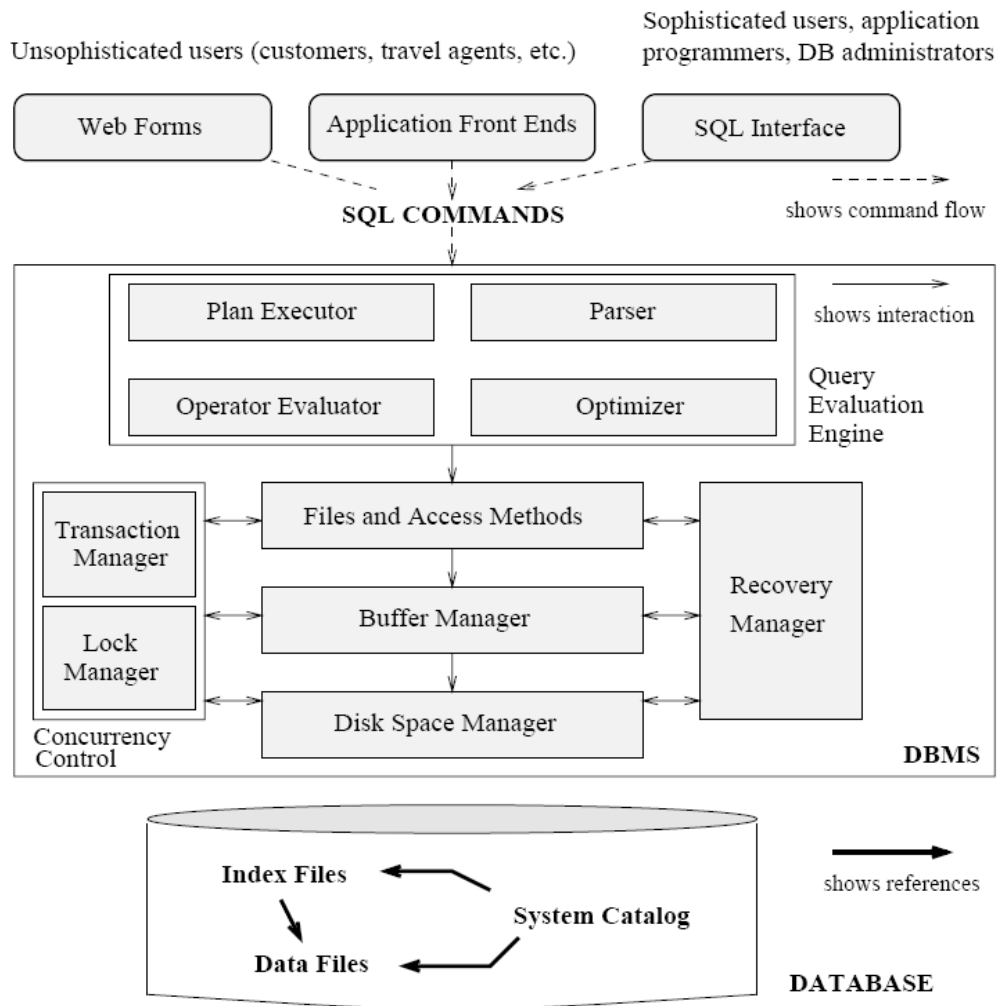 Unsophisticated users (customers, travel agents, etc.)
Sophisticated users, application
programmers, DB administrators
Web Forms
Application Front Ends
SQL Interface
SQL COMMANDS
shows command flow
Plan Executor
Parser
shows interaction
Operator Evaluator
Optimizer
Query
Evaluation
Engine
Transaction
Manager
Files and Access Methods
Recovery
Manager
Buffer Manager
Lock
Manager
Disk Space Manager
Concurrency
Control
DBMS
Index Files
System Catalog
Data Files
shows references
DATABASE